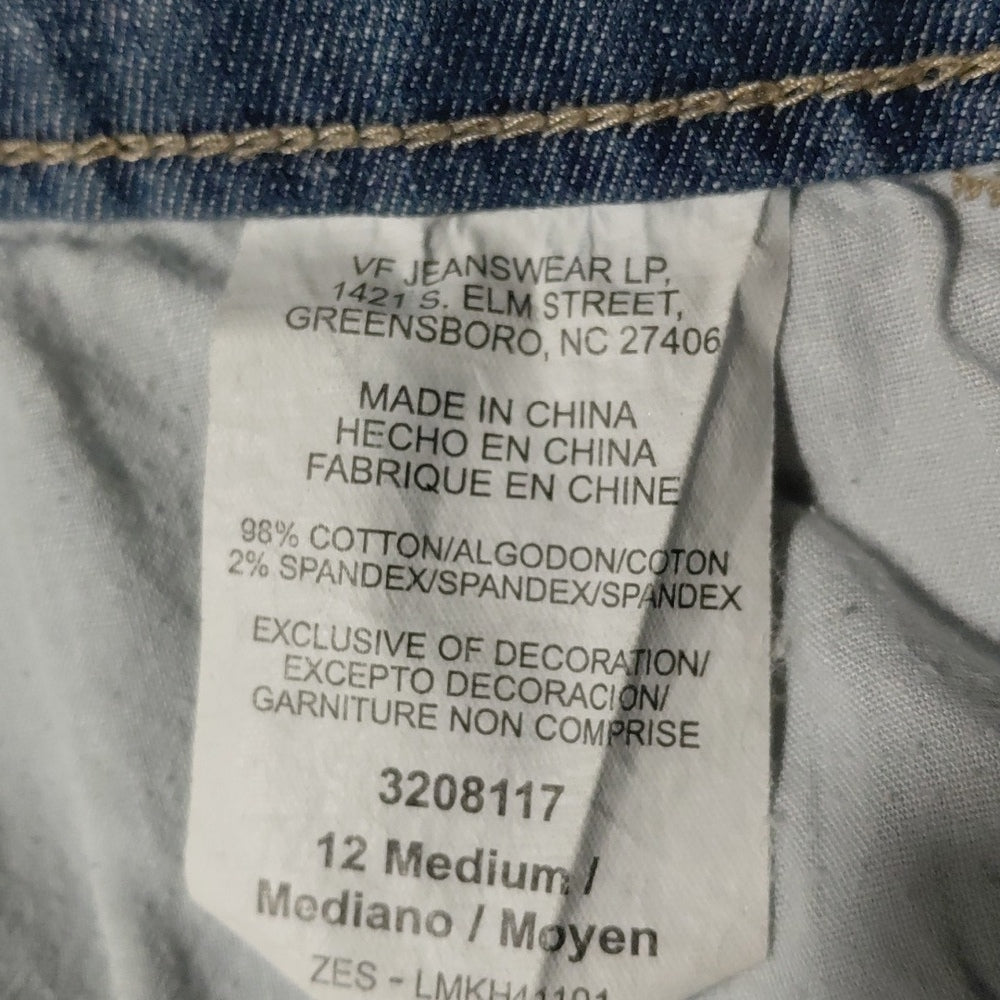 VF JEANSWEAR LP,
1421 S. ELM STREET,
GREENSBORO, NC 27406
MADE IN CHINA
HECHO EN CHINA
FABRIQUE EN CHINE
98% COTTON/ALGODON/COTON
2% SPANDEX/SPANDEX/SPANDEX
EXCLUSIVE OF DECORATION/
EXCEPTO DECORACION/
GARNITURE NON COMPRISE
3208117
12 Medium /
Mediano / Moyen
ZES -